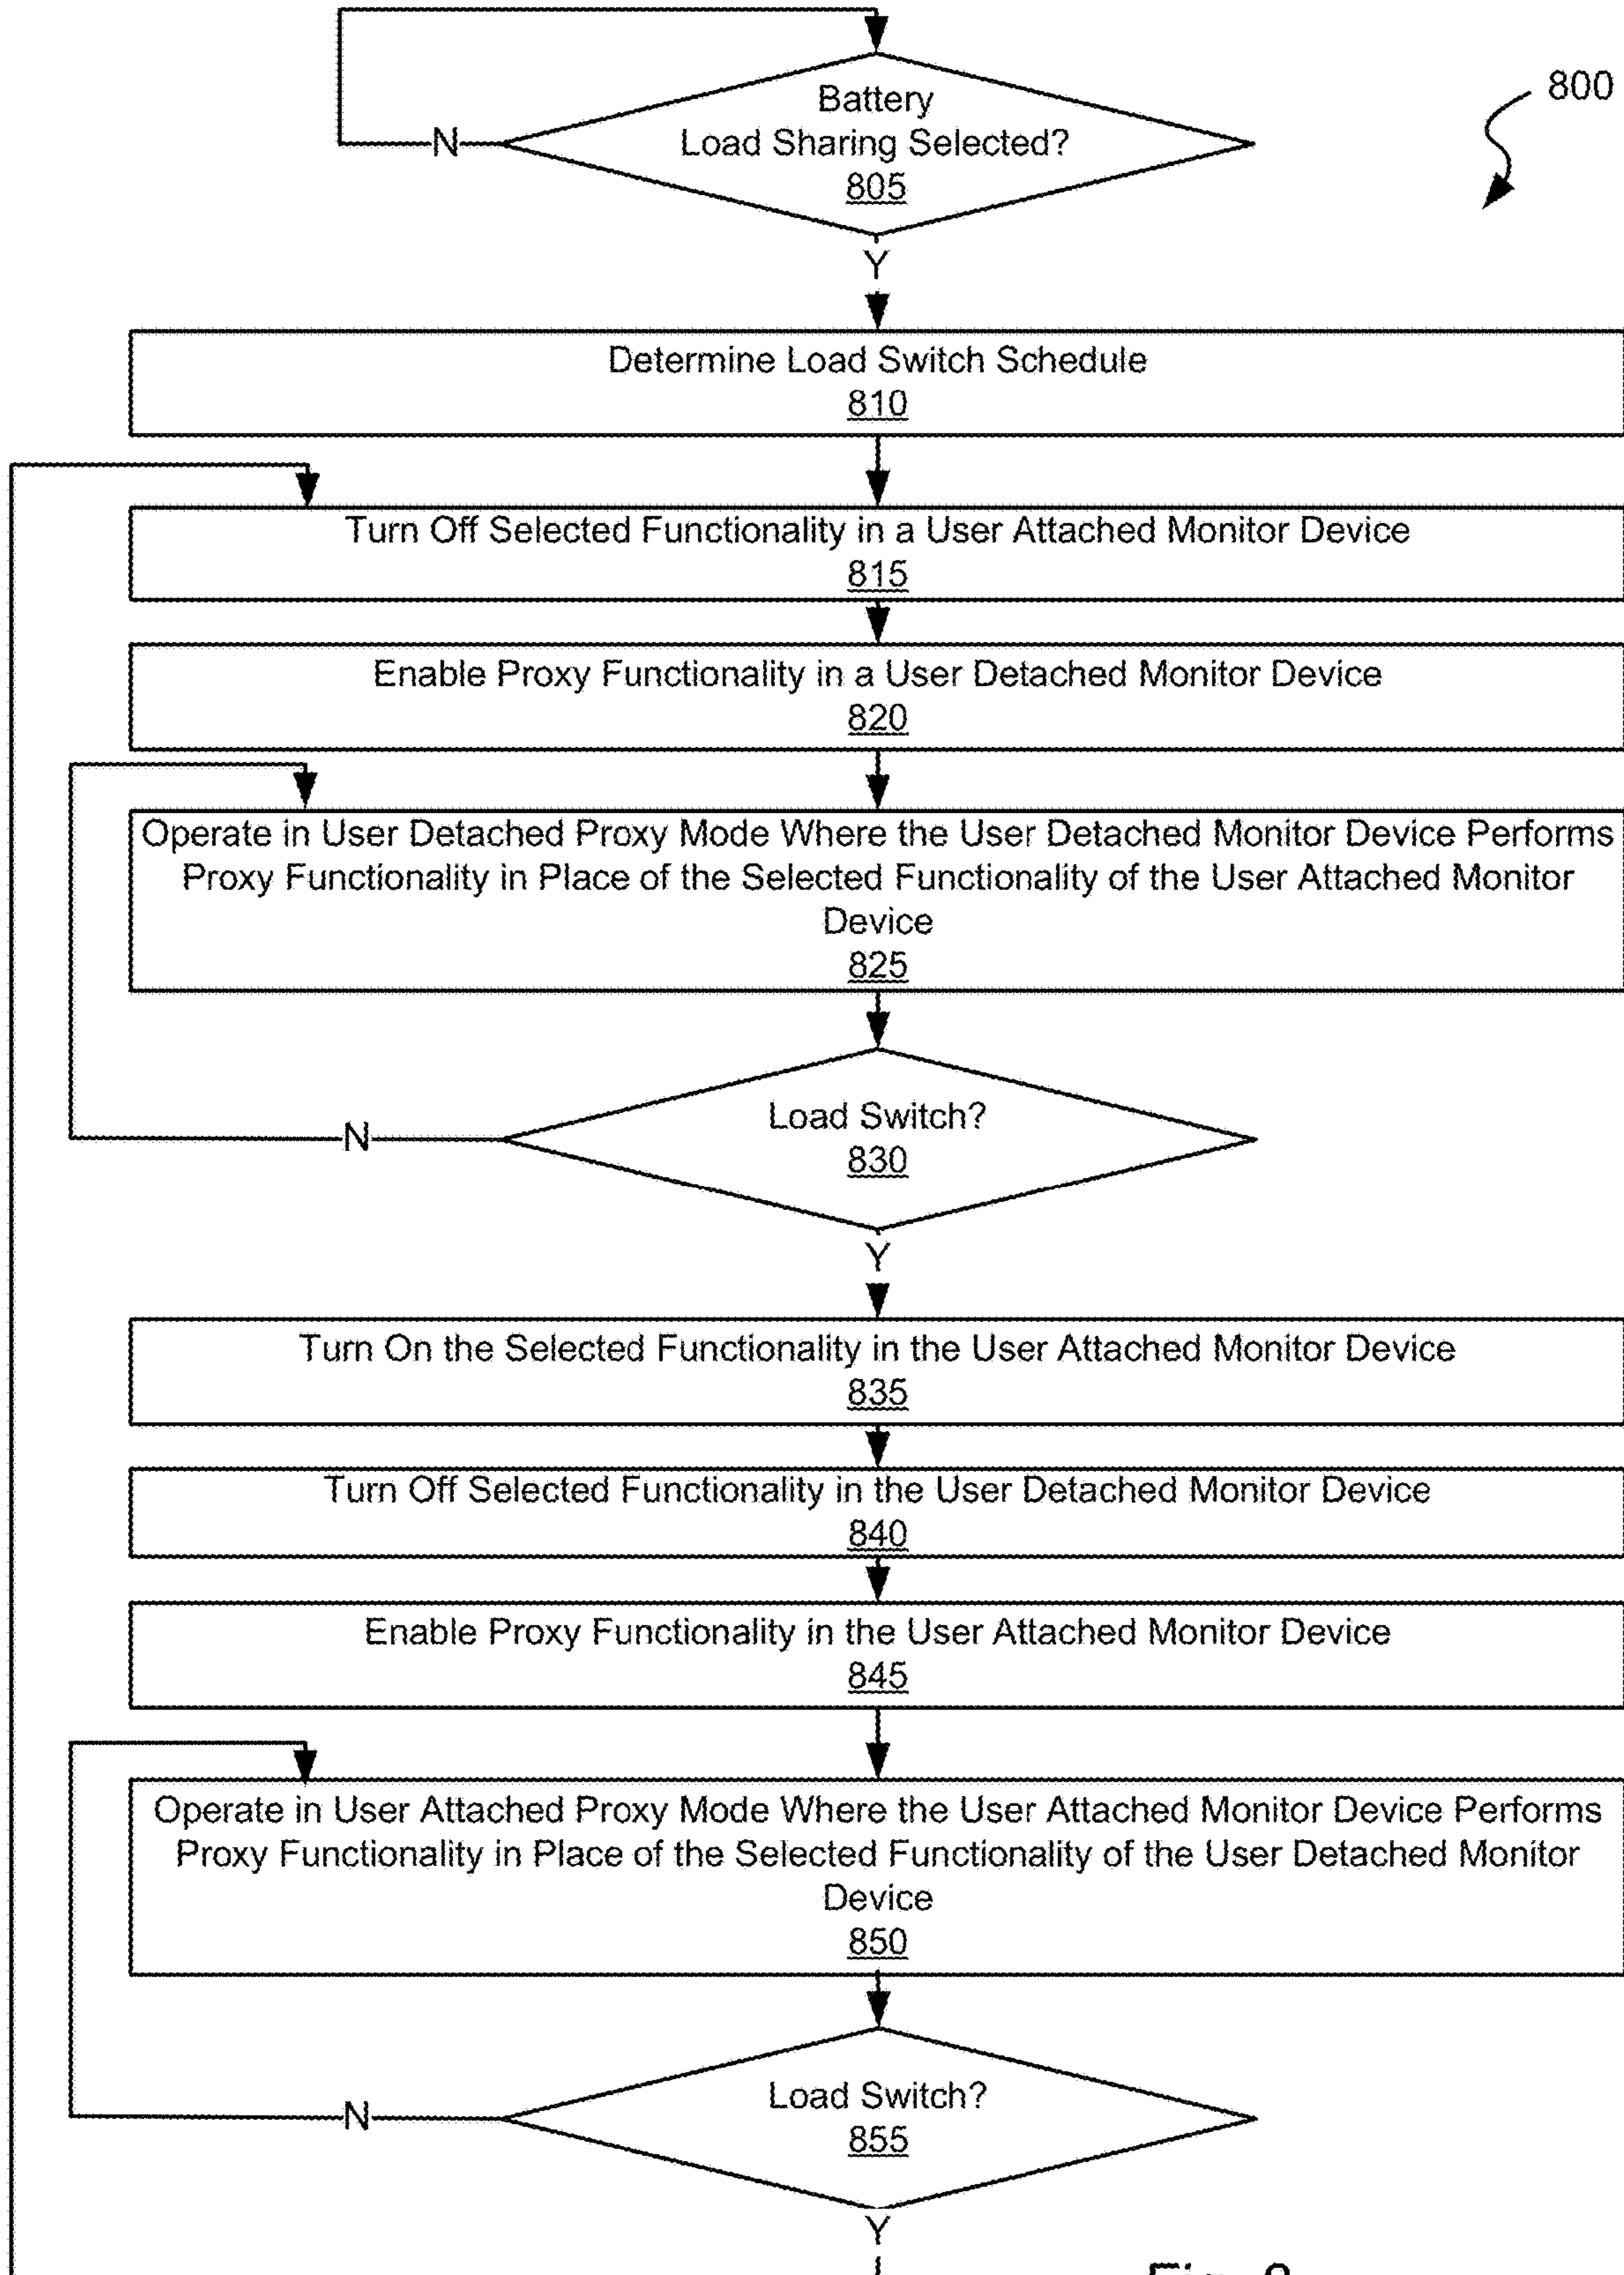 800
Battery
Load Sharing Selected?
805
N
Y
Determine Load Switch Schedule
810
Turn Off Selected Functionality in a User Attached Monitor Device
815
Enable Proxy Functionality in a User Detached Monitor Device
820
Operate in User Detached Proxy Mode Where the User Detached Monitor Device Performs
Proxy Functionality in Place of the Selected Functionality of the User Attached Monitor
Device
825
Load Switch?
830
N
Y
Turn On the Selected Functionality in the User Attached Monitor Device
835
Turn Off Selected Functionality in the User Detached Monitor Device
840
Enable Proxy Functionality in the User Attached Monitor Device
845
Operate in User Attached Proxy Mode Where the User Attached Monitor Device Performs
Proxy Functionality in Place of the Selected Functionality of the User Detached Monitor
Device
850
Load Switch?
855
N
Y